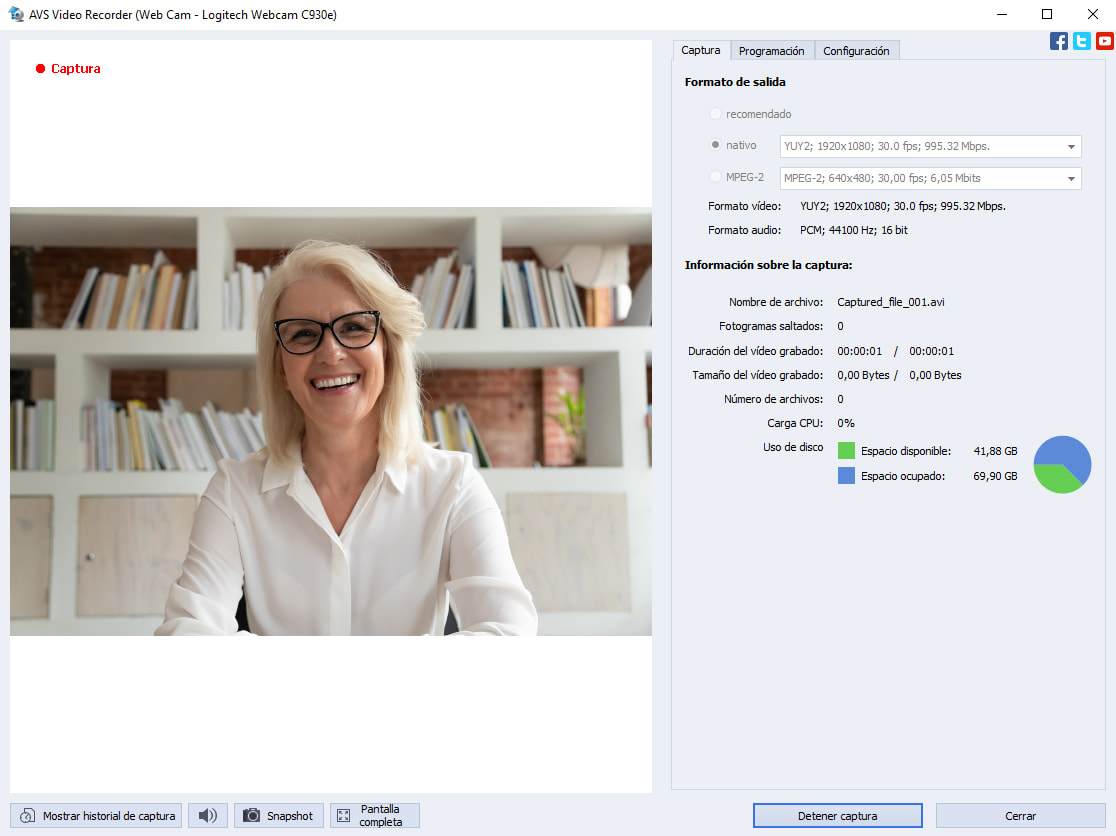 AVS Video Recorder (Web Cam - Logitech Webcam C930e)
Captura
Captura Programación Configuración
Formato de salida
recomendado
nativo YUY2; 1920x1080; 30.0 fps; 995.32 Mbps.
MPEG-2 MPEG-2; 640x480; 30,00 fps; 6,05 Mbits
Formato vídeo: YUY2; 1920x1080; 30.0 fps; 995.32 Mbps.
Formato audio: PCM; 44100 Hz; 16 bit
Información sobre la captura:
Nombre de archivo: Captured_file_001.avi
Fotogramas saltados: 0
Duración del vídeo grabado: 00:00:01 / 00:00:01
Tamaño del vídeo grabado: 0,00 Bytes / 0,00 Bytes
Número de archivos: 0
Carga CPU: 0%
Uso de disco Espacio disponible: 41,88 GB
Espacio ocupado: 69,90 GB
Mostrar historial de captura Snapshot Pantalla
completa
Detener captura Cerrar